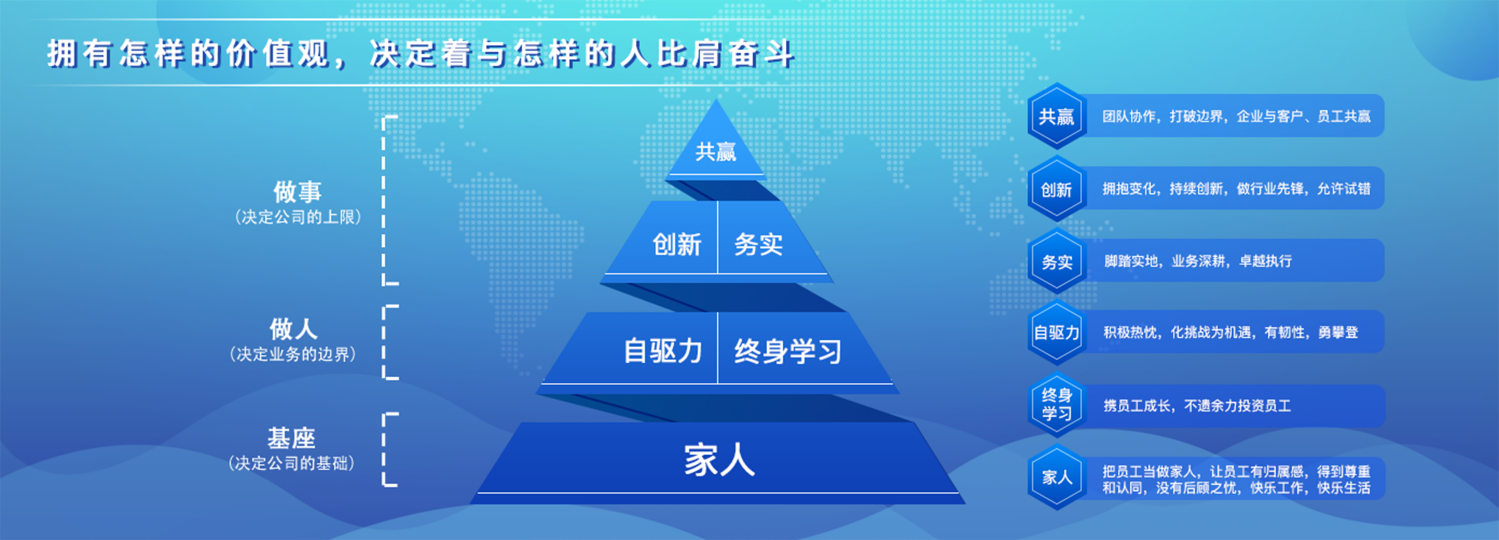 拥有怎样的价值观，决定着与怎样的人比肩奋斗
做事
（决定公司的上限）
做人
（决定业务的边界）
基座
（决定公司的基础）
共赢
创新
务实
自驱力
终身学习
家人
共赢
团队协作，打破边界，企业与客户、员工共赢
创新
拥抱变化，持续创新，做行业先锋，允许试错
务实
脚踏实地，业务深耕，卓越执行
自驱力
积极热忱，化挑战为机遇，有韧性，勇攀登
终身
学习
携员工成长，不遗余力投资员工
家人
把员工当做家人，让员工有归属感，得到尊重
和认同，没有后顾之忧，快乐工作，快乐生活